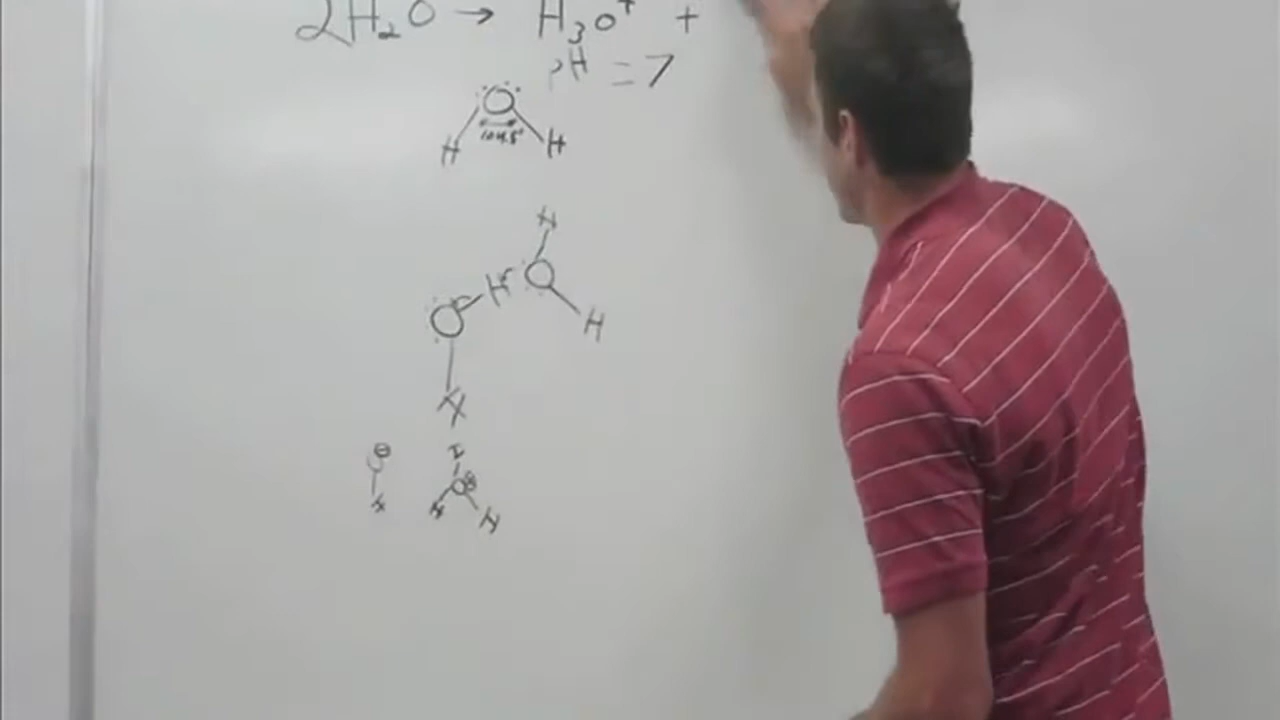 2H₂O → H₃O⁺ +
pH = 7
O
104.5°
H H
H
H O
O
H
H
⊖ H
O O⊕
H H H